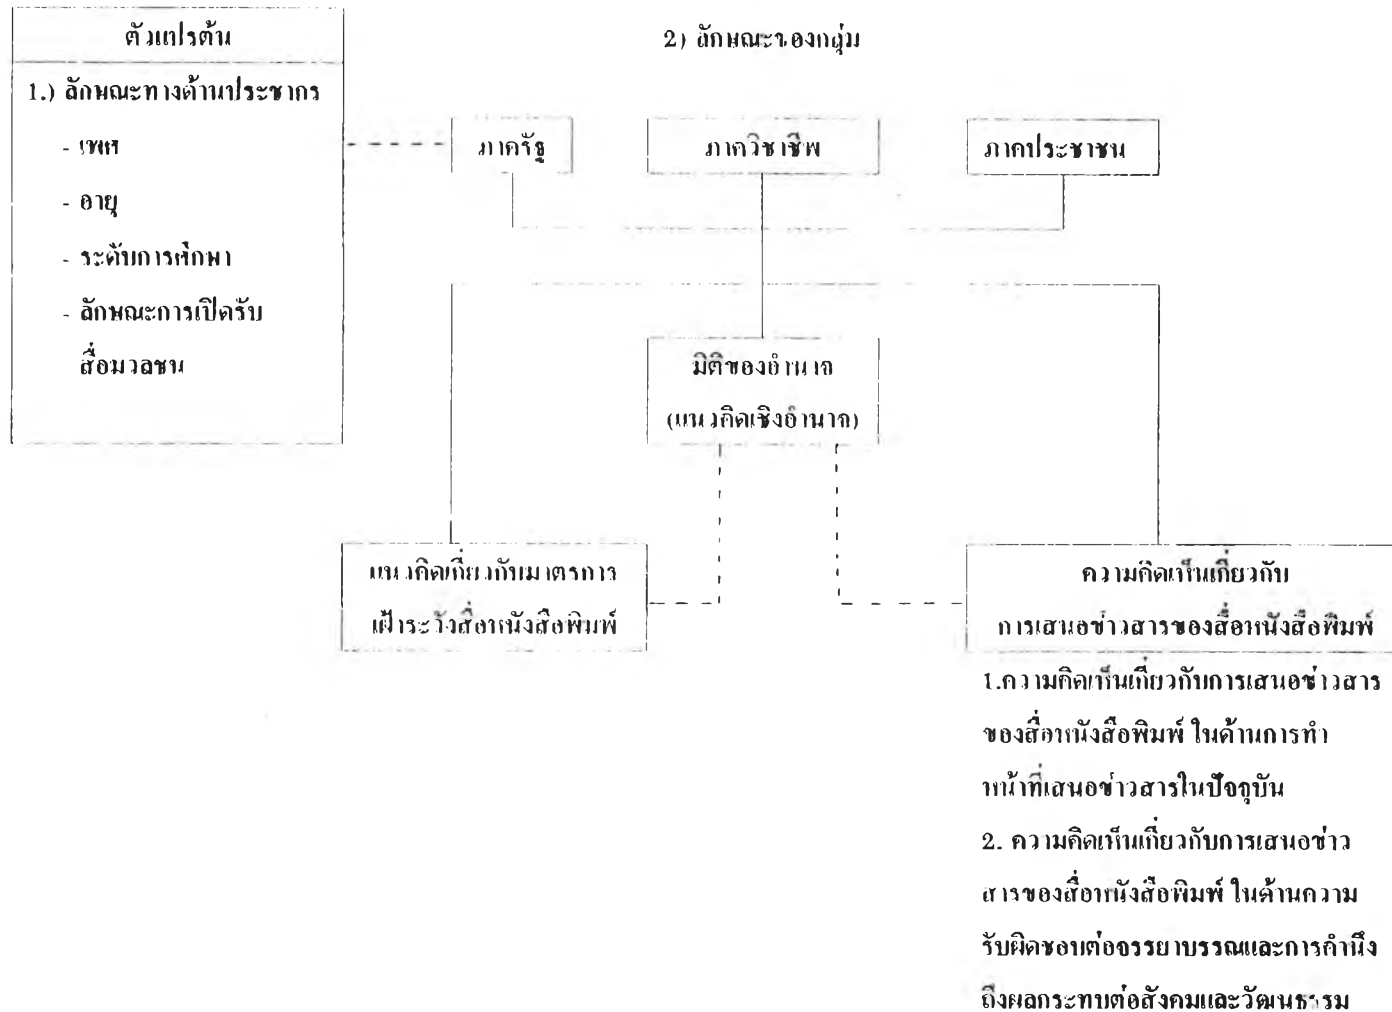 ตัวแปรต้น
1.) ลักษณะทางด้านประชากร
- เพศ
- อายุ
- ระดับการศึกษา
- ลักษณะการเปิดรับ
สื่อมวลชน
2) ลักษณะของกลุ่ม
ภาครัฐ
ภาควิชาชีพ
ภาคประชาชน
มิติของอำนาจ
(แนวคิดเชิงอำนาจ)
แนวคิดเกี่ยวกับมาตรการ
เฝ้าระวังสื่อหนังสือพิมพ์
ความคิดเห็นเกี่ยวกับ
การเสนอข่าวสารของสื่อหนังสือพิมพ์
1.ความคิดเห็นเกี่ยวกับการเสนอข่าวสาร
ของสื่อหนังสือพิมพ์ ในด้านการทำ
หน้าที่เสนอข่าวสารในปัจจุบัน
2. ความคิดเห็นเกี่ยวกับการเสนอข่าว
สารของสื่อหนังสือพิมพ์ ในด้านความ
รับผิดชอบต่อจรรยาบรรณและการคำนึง
ถึงผลกระทบต่อสังคมและวัฒนธรรม